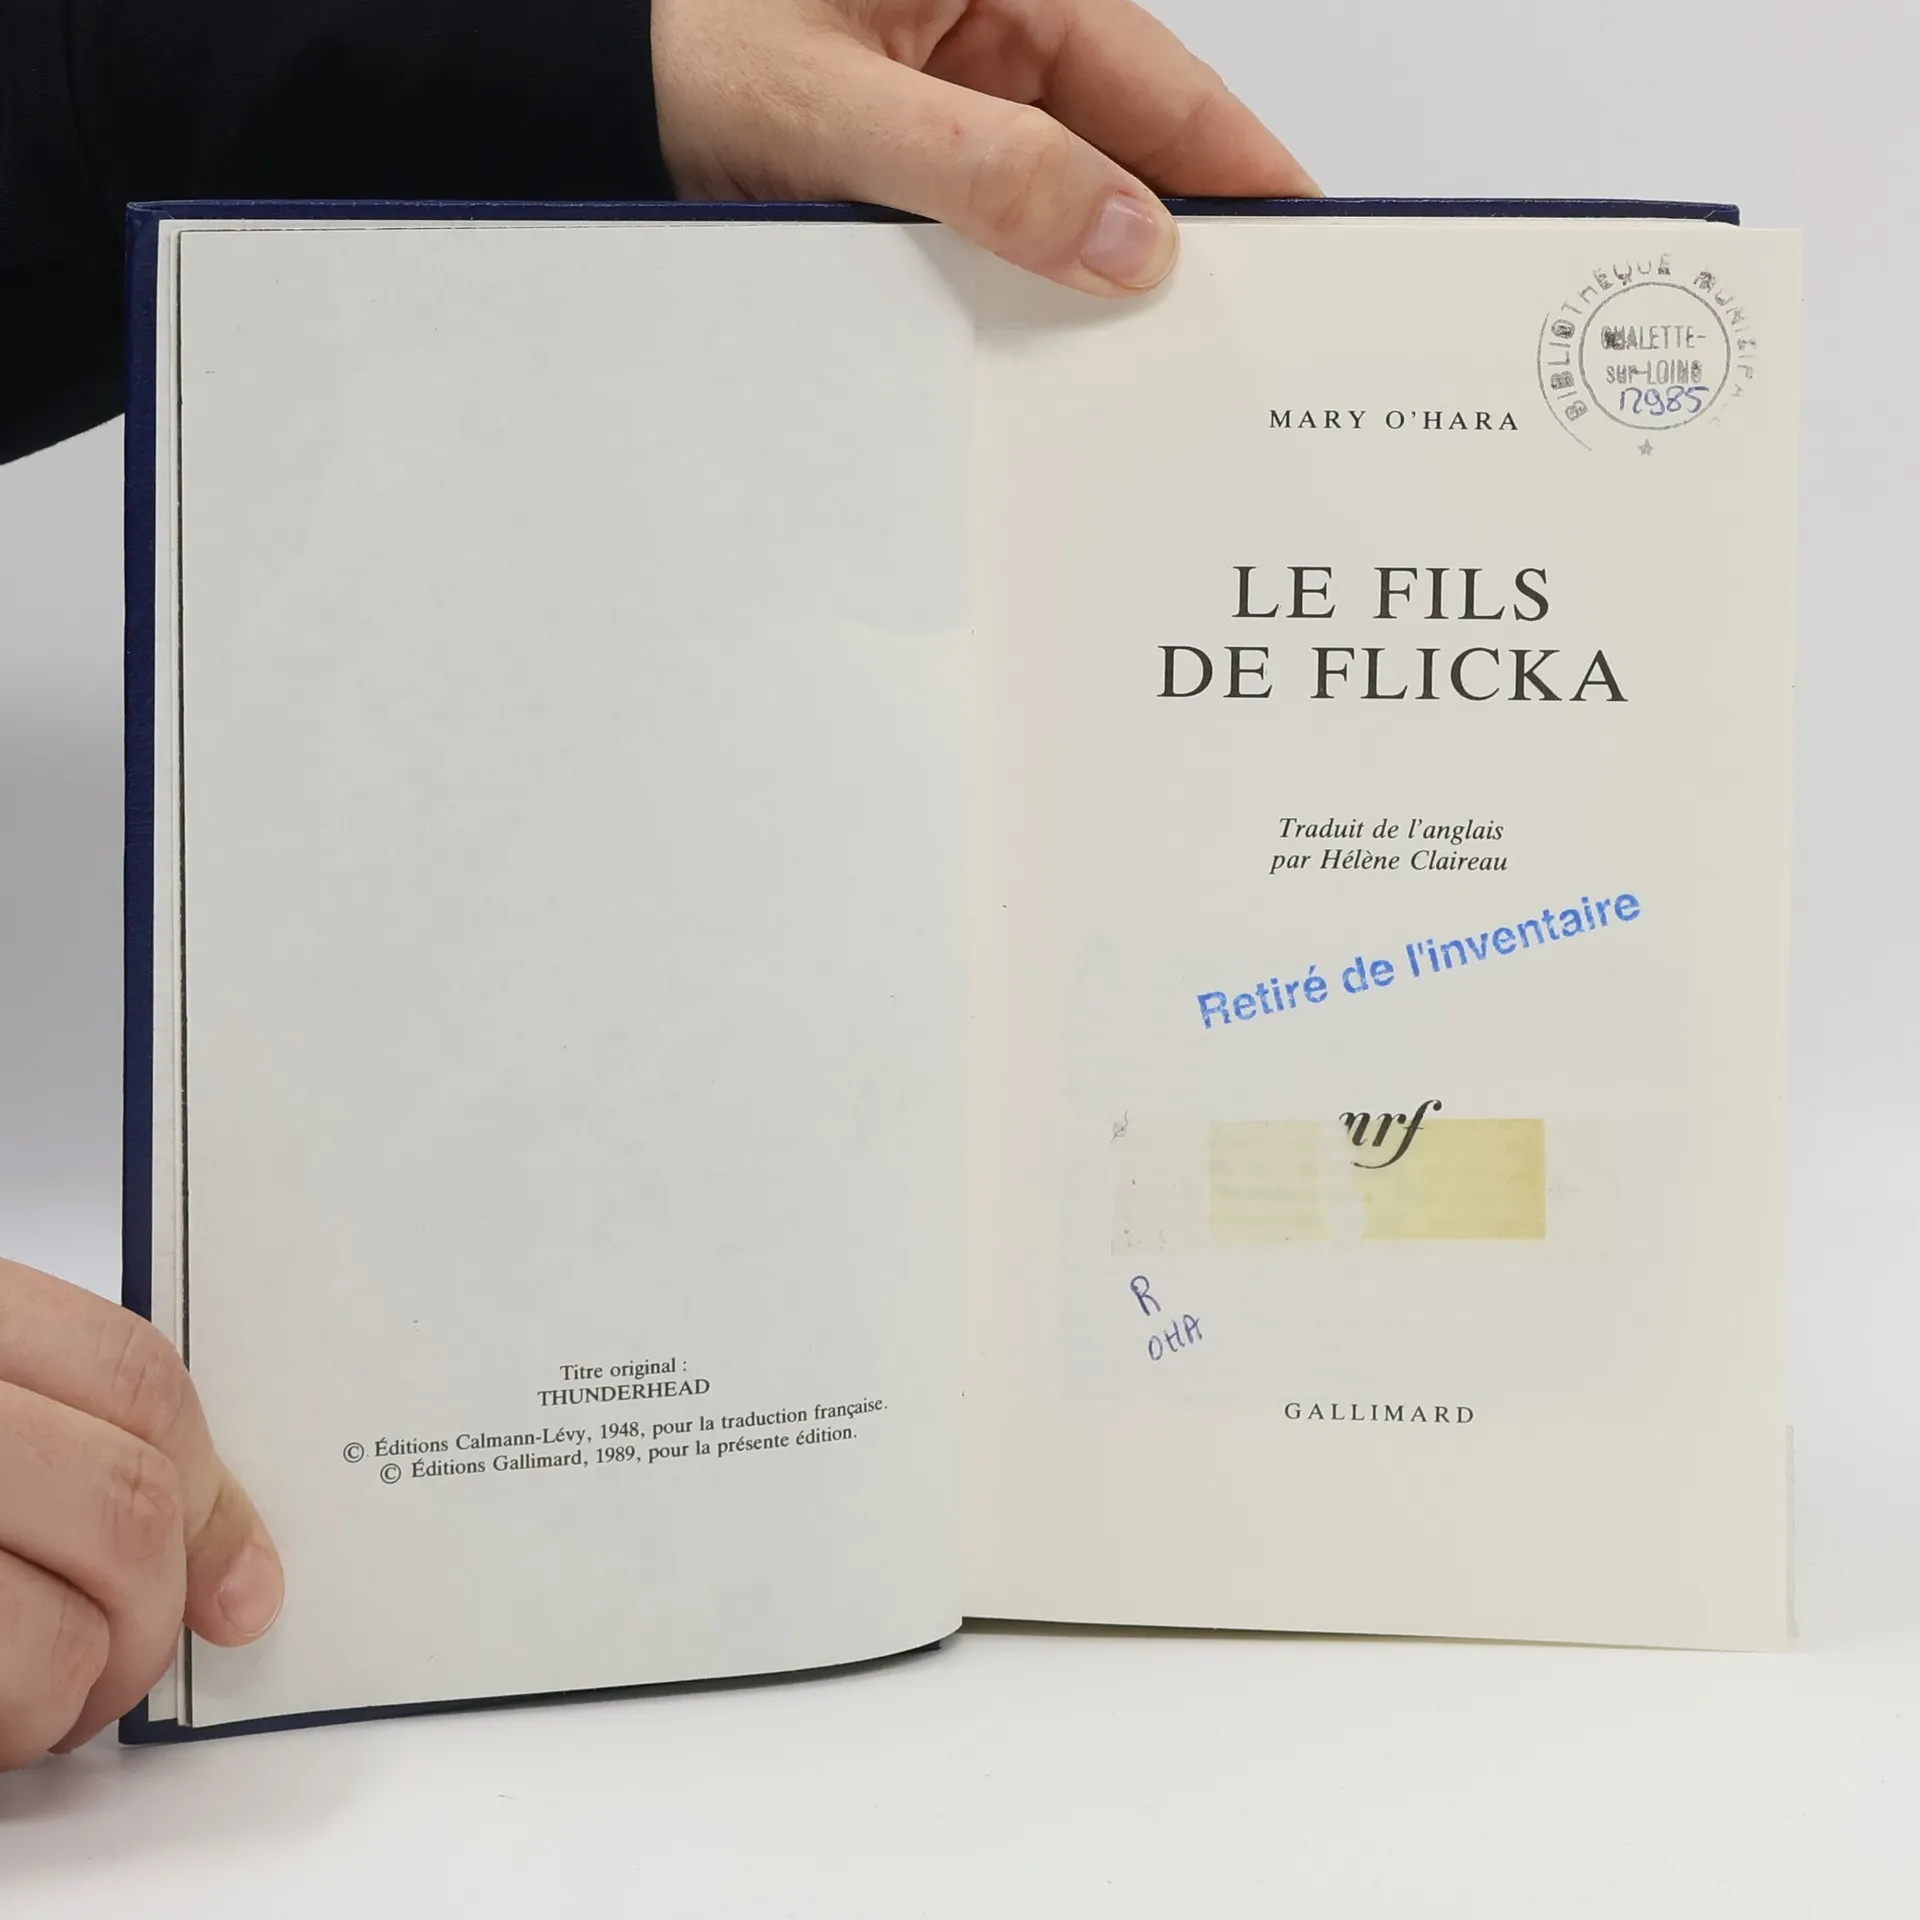 Titre original :
THUNDERHEAD
© Éditions Calmann-Lévy, 1948, pour la traduction française.
© Éditions Gallimard, 1989, pour la présente édition.
BIBLIOTHEQUE MUNICIPALE
CHALETTE-
SUR-LOING
12985
MARY O'HARA
LE FILS
DE FLICKA
Traduit de l'anglais
par Hélène Claireau
Retiré de l'inventaire
nrf
R
OHA
GALLIMARD